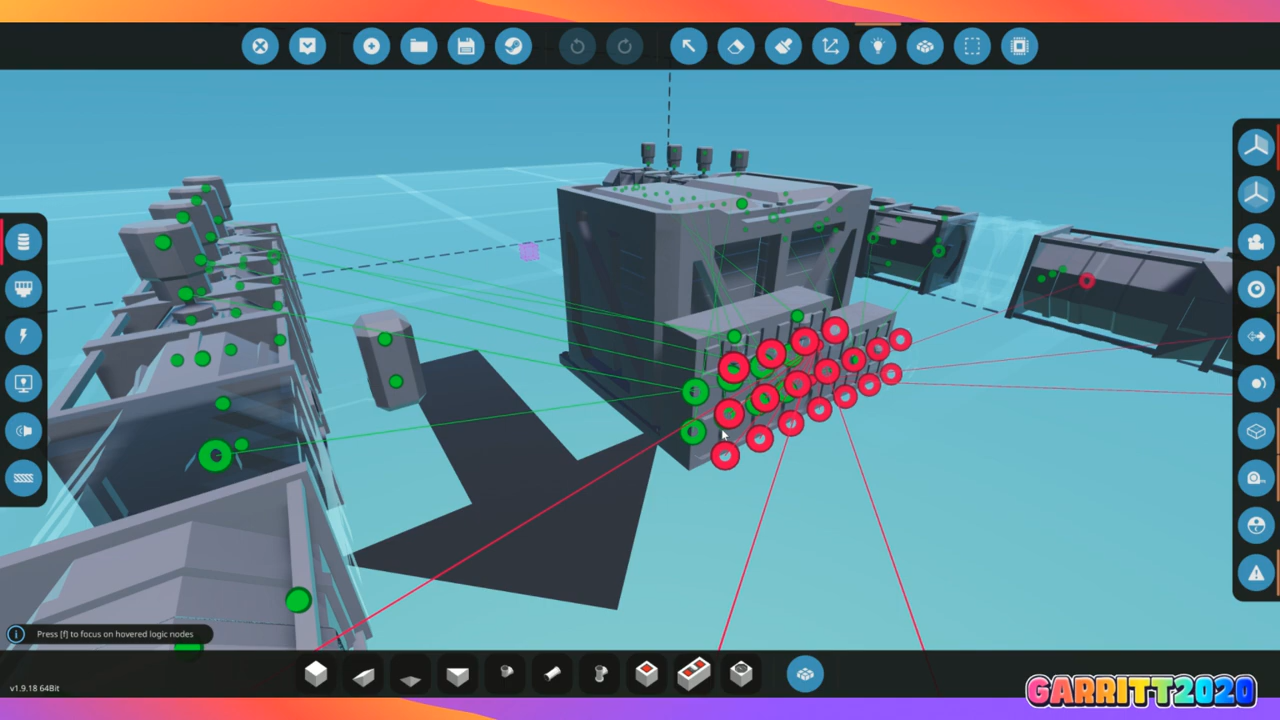 Press [f] to focus on hovered logic nodes
v1.9.18 64Bit
GARRITT2020